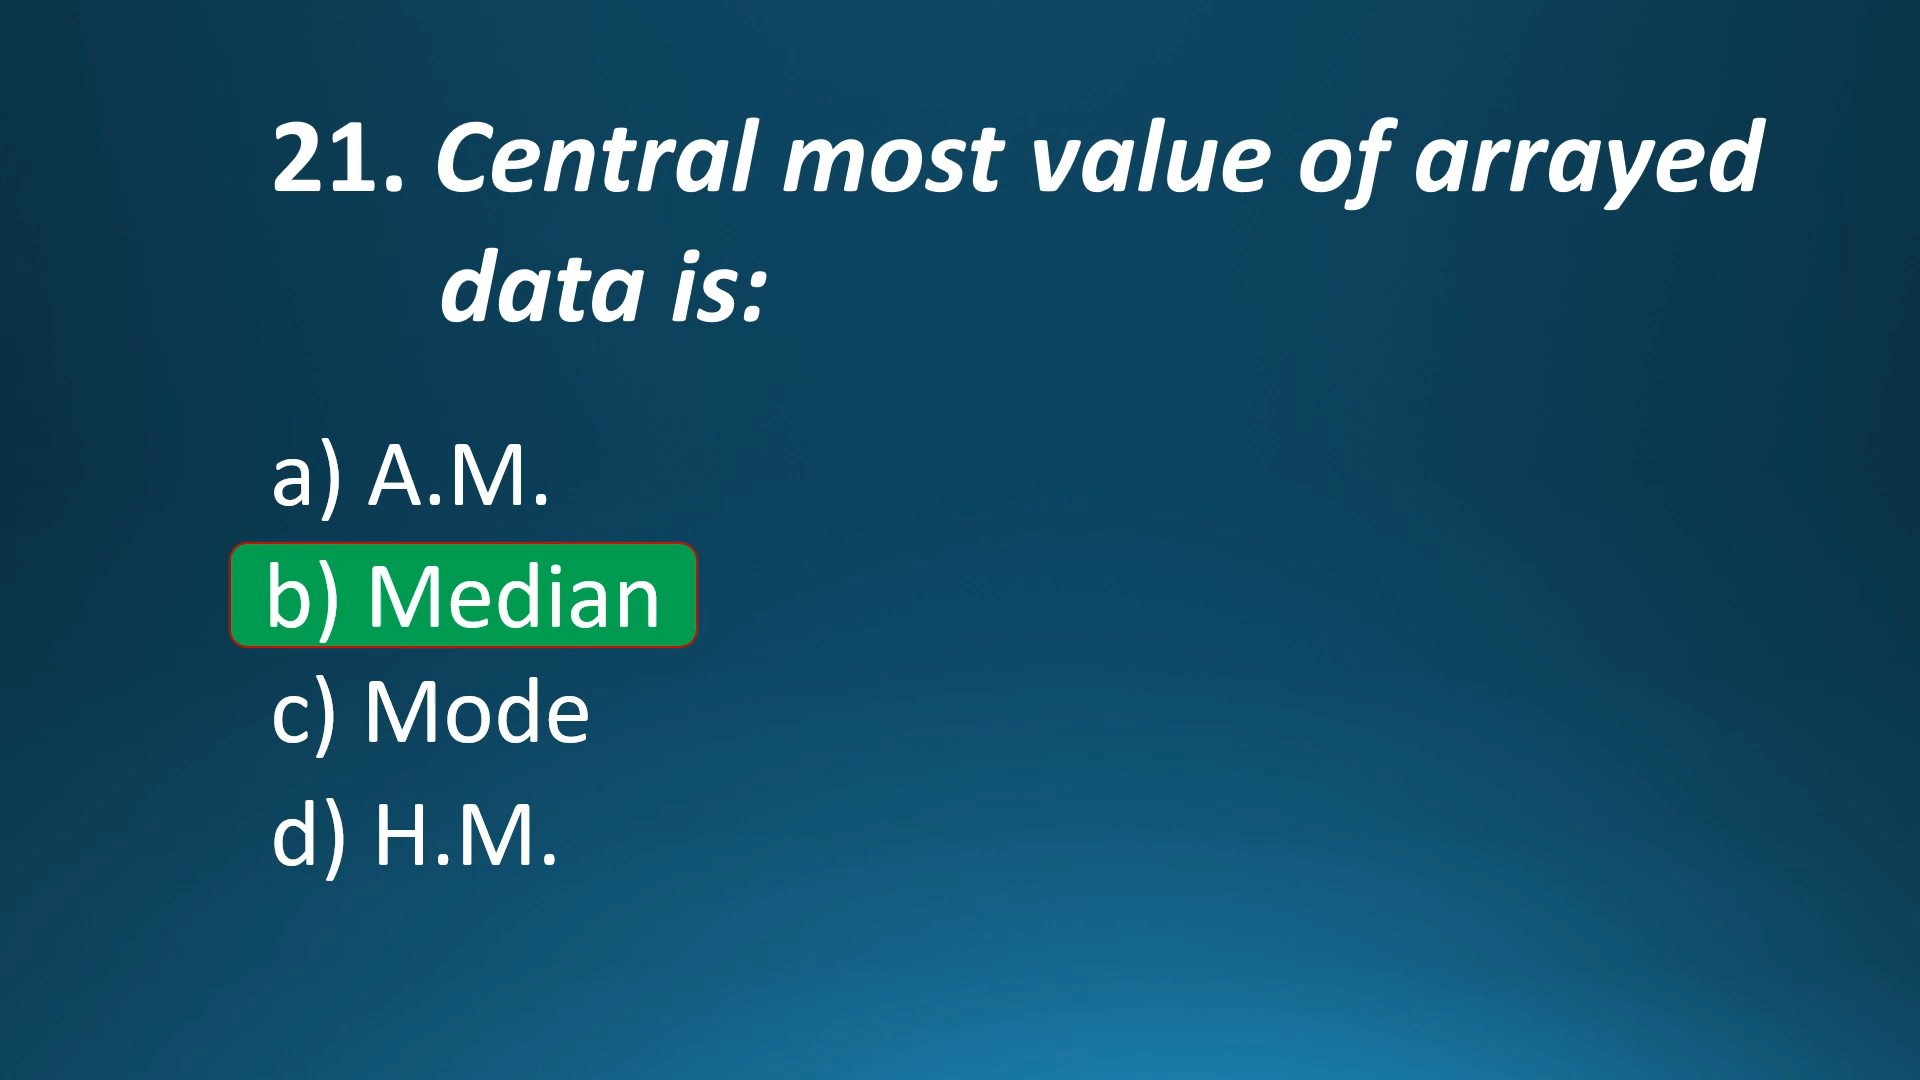 21. Central most value of arrayed
data is:
a) A.M.
b) Median
c) Mode
d) H.M.